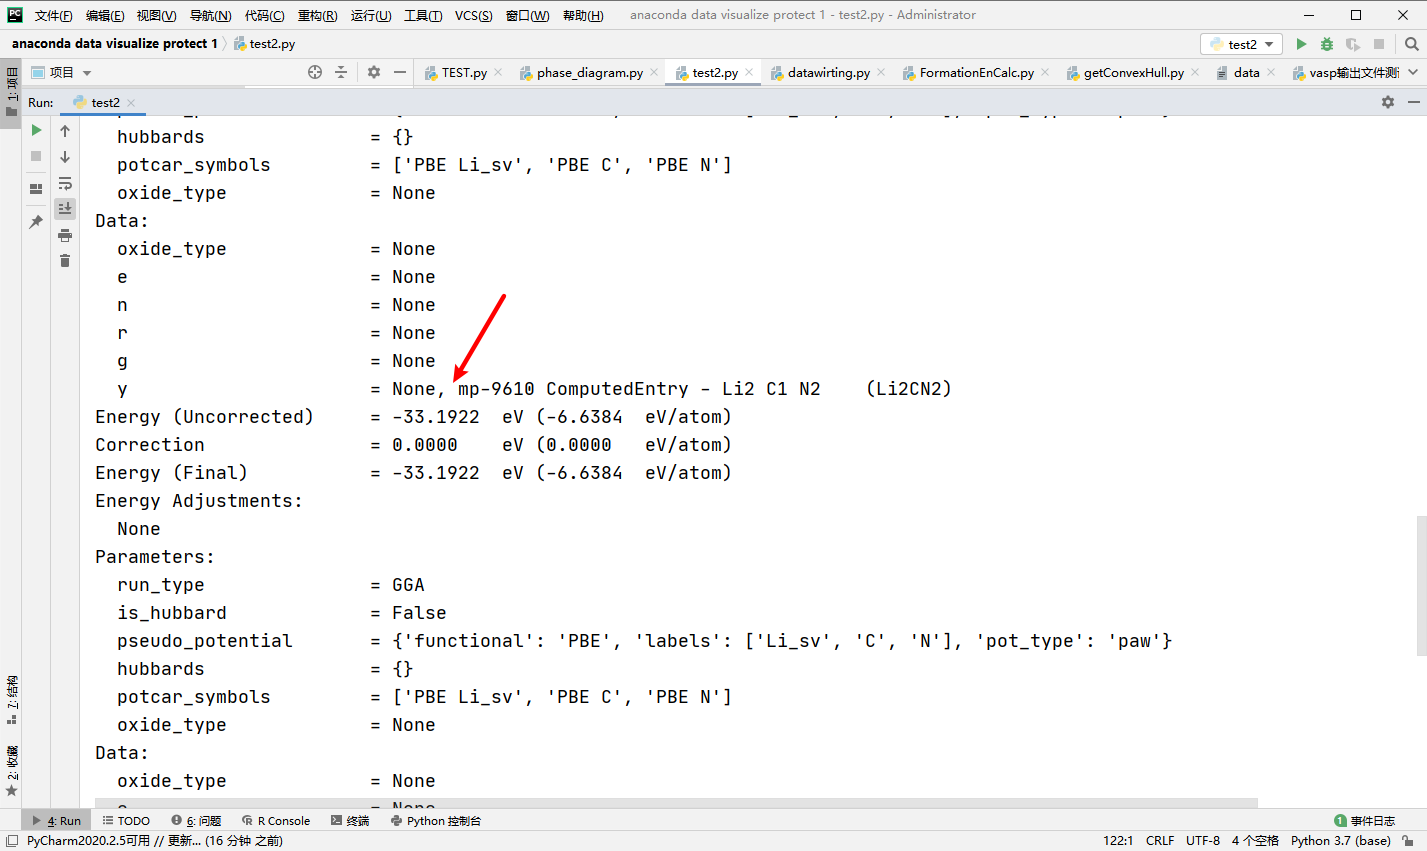 PC 文件(F) 编辑(E) 视图(V) 导航(N) 代码(C) 重构(R) 运行(U) 工具(T) VCS(S) 窗口(W) 帮助(H) anaconda data visualize protect 1 - test2.py - Administrator
anaconda data visualize protect 1 test2.py test2
1: 项目
项目 TEST.py phase_diagram.py test2.py datawirting.py FormationEnCalc.py getConvexHull.py data vasp输出文件测
Run: test2
hubbards = {}
potcar_symbols = ['PBE Li_sv', 'PBE C', 'PBE N']
oxide_type = None
Data:
oxide_type = None
e = None
n = None
r = None
g = None
y = None, mp-9610 ComputedEntry - Li2 C1 N2 (Li2CN2)
Energy (Uncorrected) = -33.1922 eV (-6.6384 eV/atom)
Correction = 0.0000 eV (0.0000 eV/atom)
Energy (Final) = -33.1922 eV (-6.6384 eV/atom)
Energy Adjustments:
None
Parameters:
run_type = GGA
is_hubbard = False
pseudo_potential = {'functional': 'PBE', 'labels': ['Li_sv', 'C', 'N'], 'pot_type': 'paw'}
hubbards = {}
potcar_symbols = ['PBE Li_sv', 'PBE C', 'PBE N']
oxide_type = None
Data:
oxide_type = None
Z: 结构
2: 收藏
4: Run TODO 6: 问题 R Console 终端 Python 控制台 1 事件日志
PyCharm2020.2.5可用 // 更新... (16 分钟 之前) 122:1 CRLF UTF-8 4 个空格 Python 3.7 (base)